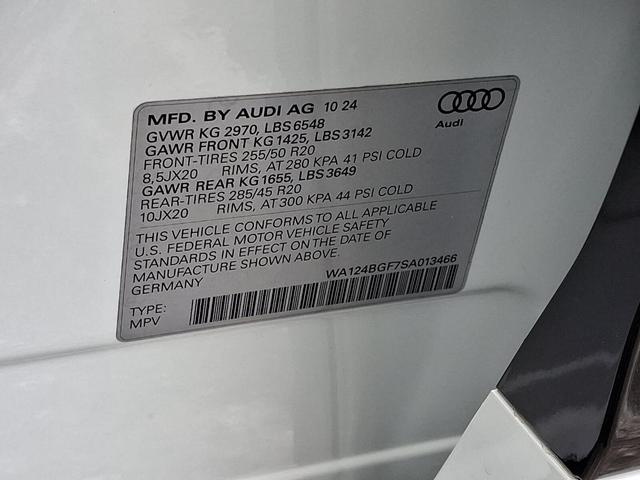 MFD. BY AUDI AG 10 24
GVWR KG 2970, LBS 6548
GAWR FRONT KG 1425, LBS 3142
FRONT-TIRES 255/50 R20
8,5JX20 RIMS, AT 280 KPA 41 PSI COLD
GAWR REAR KG 1655, LBS 3649
REAR-TIRES 285/45 R20
10JX20 RIMS, AT 300 KPA 44 PSI COLD
THIS VEHICLE CONFORMS TO ALL APPLICABLE
U.S. FEDERAL MOTOR VEHICLE SAFETY
STANDARDS IN EFFECT ON THE DATE OF
MANUFACTURE SHOWN ABOVE.
GERMANY
WA124BGF7SA013466
TYPE:
MPV
Audi